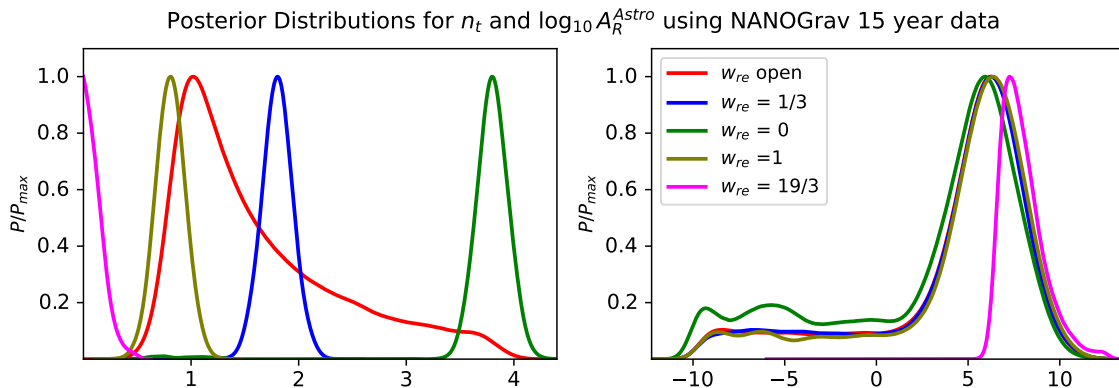 Posterior Distributions for n_t and log₁₀ A_R^Astro using NANOGrav 15 year data
P/P_max
1.0
0.8
0.6
0.4
0.2
1 2 3 4
P/P_max
1.0
0.8
0.6
0.4
0.2
w_re open
w_re = 1/3
w_re = 0
w_re =1
w_re = 19/3
−10 −5 0 5 10